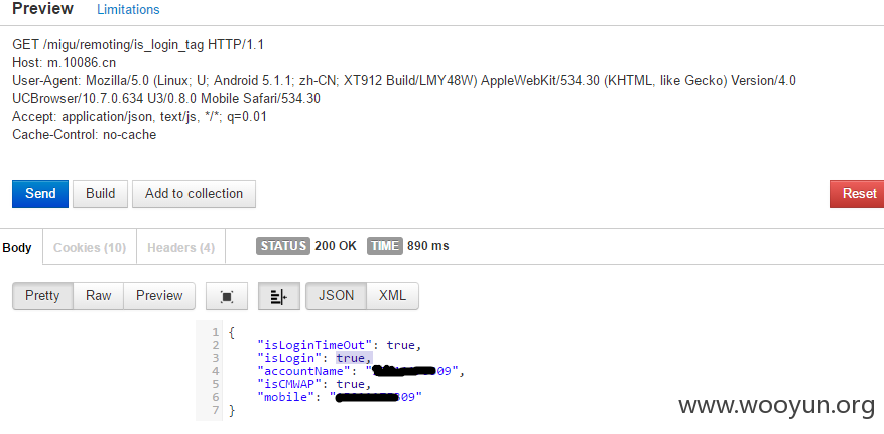 Preview Limitations
GET /migu/remoting/is_login_tag HTTP/1.1
Host: m.10086.cn
User-Agent: Mozilla/5.0 (Linux; U; Android 5.1.1; zh-CN; XT912 Build/LMY48W) AppleWebKit/534.30 (KHTML, like Gecko) Version/4.0
UCBrowser/10.7.0.634 U3/0.8.0 Mobile Safari/534.30
Accept: application/json, text/js, */*; q=0.01
Cache-Control: no-cache
Send Build Add to collection Reset
Body Cookies (10) Headers (4) STATUS 200 OK TIME 890 ms
Pretty Raw Preview JSON XML
1 {
2 "isLoginTimeOut": true,
3 "isLogin": true,
4 "accountName": "09",
5 "isCMWAP": true,
6 "mobile": "09"
7 }
www.wooyun.org